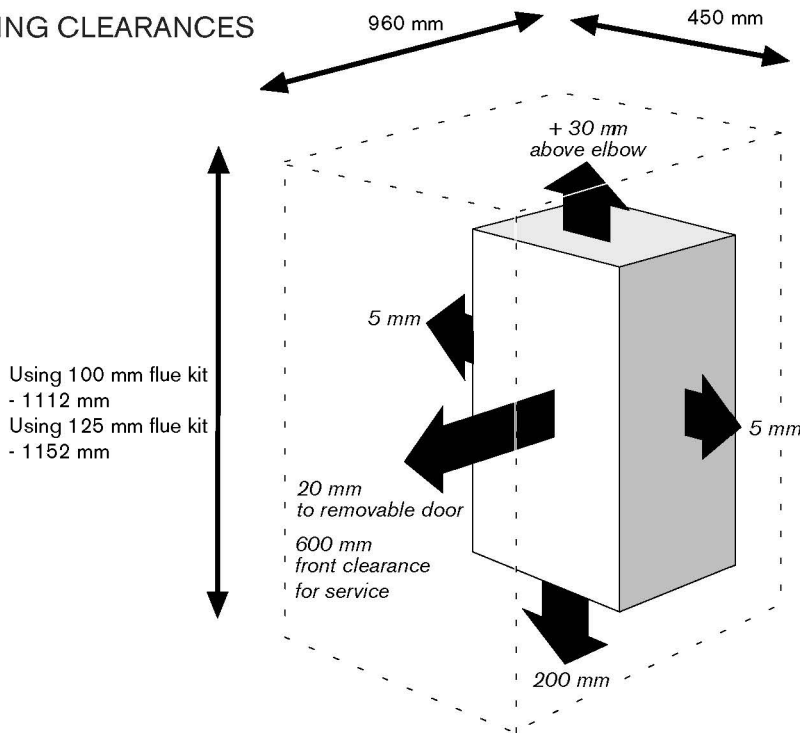 ING CLEARANCES
960 mm
450 mm
+ 30 mm
above elbow
5 mm
Using 100 mm flue kit
- 1112 mm
Using 125 mm flue kit
- 1152 mm
5 mm
20 mm
to removable door
600 mm
front clearance
for service
200 mm